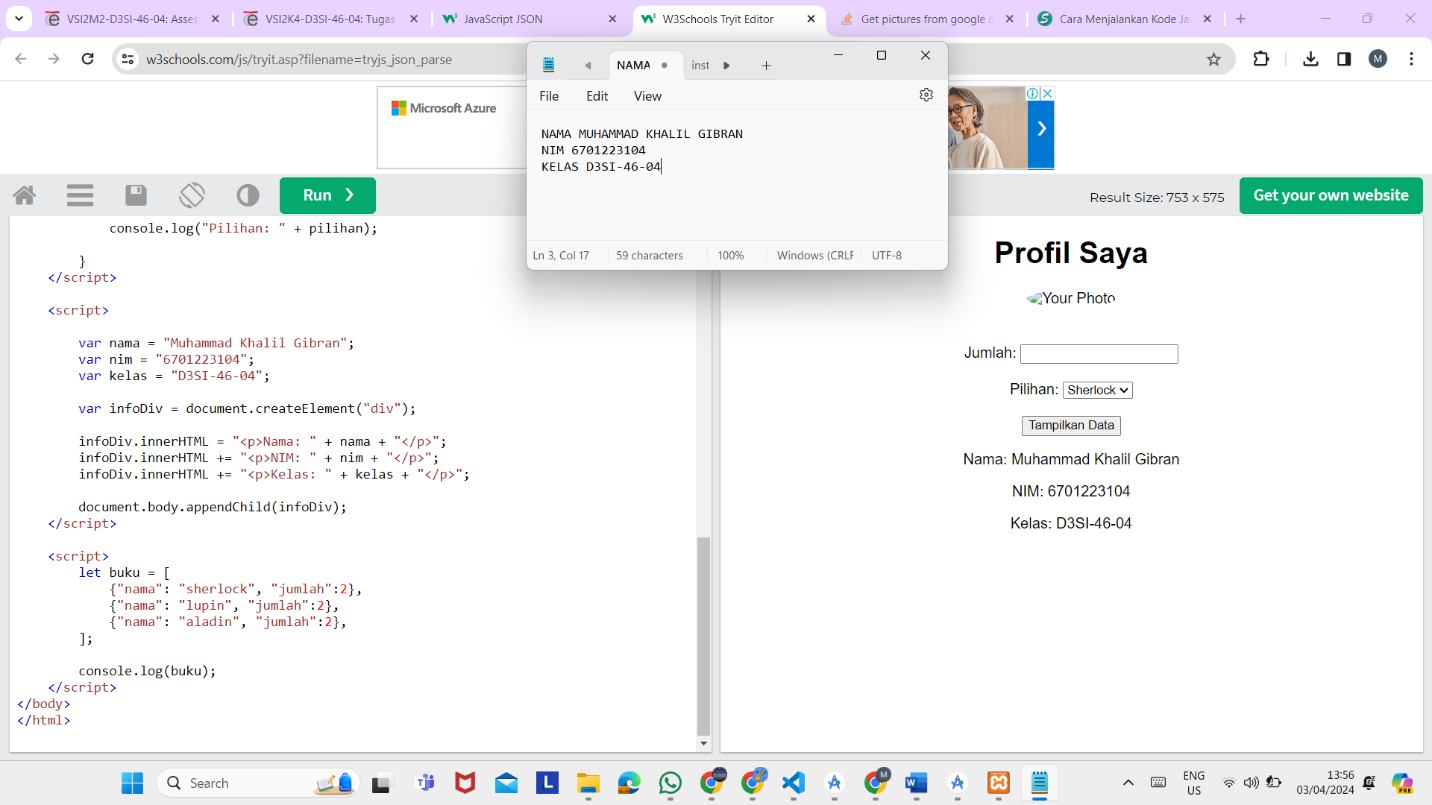 VSI2M2-D3SI-46-04: Asses
VSI2K4-D3SI-46-04: Tugas
JavaScript JSON
W3Schools Tryit Editor
Get pictures from google d
Cara Menjalankan Kode Ja
w3schools.com/js/tryit.asp?filename=tryjs_json_parse
M
NAMA
inst
File Edit View
NAMA MUHAMMAD KHALIL GIBRAN
NIM 6701223104
KELAS D3SI-46-04
Ln 3, Col 17 59 characters 100% Windows (CRLF UTF-8
Microsoft Azure
Run ❯
Result Size: 753 x 575
Get your own website
console.log("Pilihan: " + pilihan);
}
</script>
<script>
var nama = "Muhammad Khalil Gibran";
var nim = "6701223104";
var kelas = "D3SI-46-04";
var infoDiv = document.createElement("div");
infoDiv.innerHTML = "<p>Nama: " + nama + "</p>";
infoDiv.innerHTML += "<p>NIM: " + nim + "</p>";
infoDiv.innerHTML += "<p>Kelas: " + kelas + "</p>";
document.body.appendChild(infoDiv);
</script>
<script>
let buku = [
{"nama": "sherlock", "jumlah":2},
{"nama": "lupin", "jumlah":2},
{"nama": "aladin", "jumlah":2},
];
console.log(buku);
</script>
</body>
</html>
Profil Saya
Your Photo
Jumlah:
Pilihan: Sherlock
Tampilkan Data
Nama: Muhammad Khalil Gibran
NIM: 6701223104
Kelas: D3SI-46-04
Search
L
M
ENG
US
13:56
03/04/2024
PRE